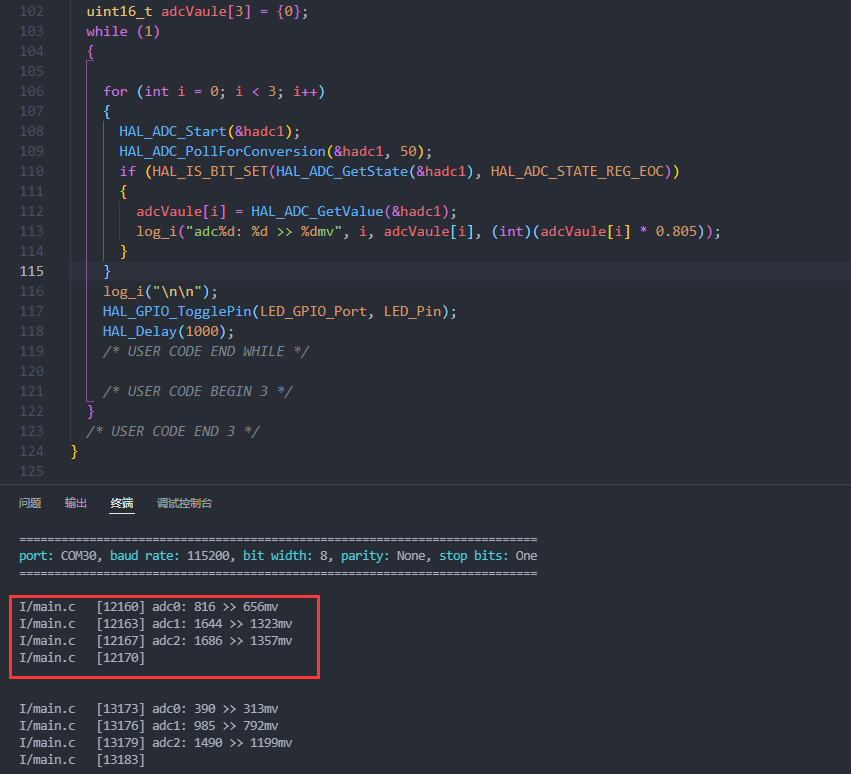 102 uint16_t adcVaule[3] = {0};
103 while (1)
104 {
105
106 for (int i = 0; i < 3; i++)
107 {
108 HAL_ADC_Start(&hadc1);
109 HAL_ADC_PollForConversion(&hadc1, 50);
110 if (HAL_IS_BIT_SET(HAL_ADC_GetState(&hadc1), HAL_ADC_STATE_REG_EOC))
111 {
112 adcVaule[i] = HAL_ADC_GetValue(&hadc1);
113 log_i("adc%d: %d >> %dmv", i, adcVaule[i], (int)(adcVaule[i] * 0.805));
114 }
115 }
116 log_i("\n\n");
117 HAL_GPIO_TogglePin(LED_GPIO_Port, LED_Pin);
118 HAL_Delay(1000);
119 /* USER CODE END WHILE */
120
121 /* USER CODE BEGIN 3 */
122 }
123 /* USER CODE END 3 */
124 }
125
问题 输出 终端 调试控制台
==========================================================================
port: COM30, baud rate: 115200, bit width: 8, parity: None, stop bits: One
==========================================================================
I/main.c [12160] adc0: 816 >> 656mv
I/main.c [12163] adc1: 1644 >> 1323mv
I/main.c [12167] adc2: 1686 >> 1357mv
I/main.c [12170]
I/main.c [13173] adc0: 390 >> 313mv
I/main.c [13176] adc1: 985 >> 792mv
I/main.c [13179] adc2: 1490 >> 1199mv
I/main.c [13183]